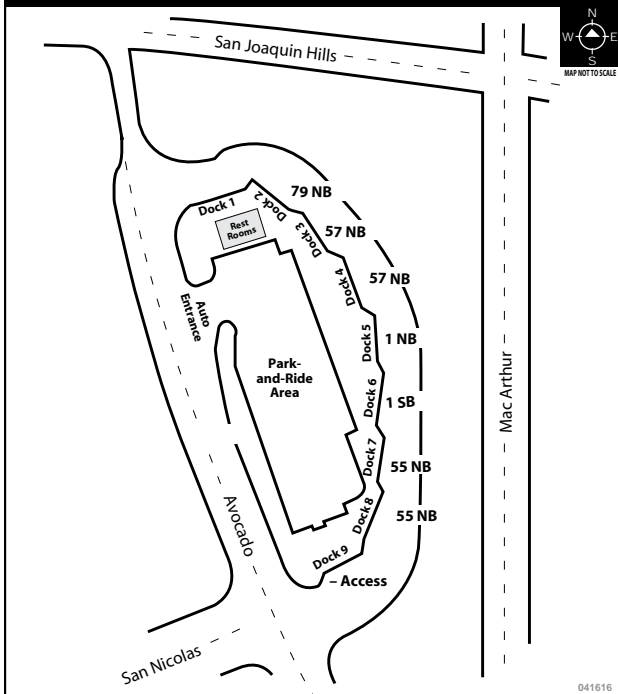 San Joaquin Hills
N
W
E
S
MAP NOT TO SCALE
Dock 1
Rest
Rooms
Dock 2
79 NB
Dock 3
57 NB
Dock 4
57 NB
Auto
Entrance
Park-
and-Ride
Area
Dock 5
1 NB
Dock 6
1 SB
Mac Arthur
Dock 7
55 NB
Dock 8
55 NB
Dock 9
– Access
Avocado
San Nicolas
041616